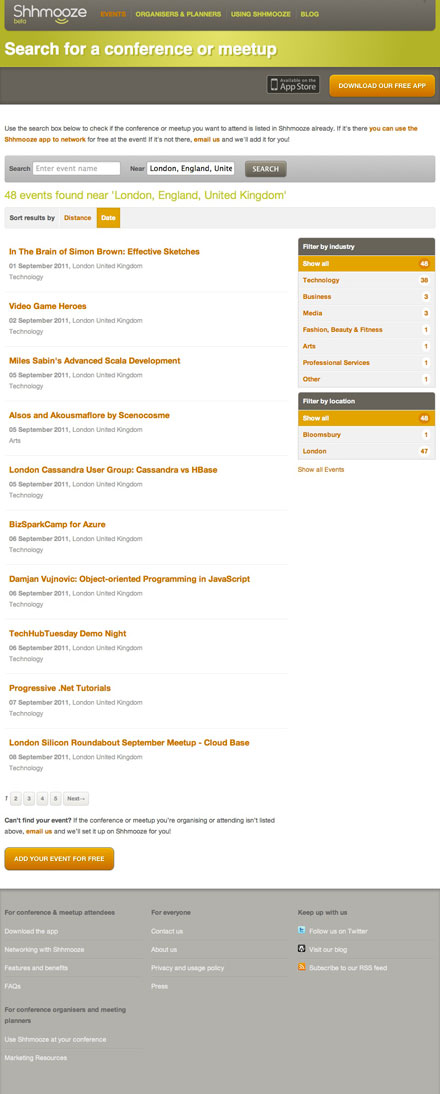 Shhmooze
beta
EVENTS ORGANISERS & PLANNERS USING SHHMOOZE BLOG
Search for a conference or meetup
Available on the
App Store
DOWNLOAD OUR FREE APP
Use the search box below to check if the conference or meetup you want to attend is listed in Shhmooze already. If it's there you can use the
Shhmooze app to network for free at the event! If it's not there, email us and we'll add it for you!
Search Enter event name Near London, England, Unite SEARCH
48 events found near 'London, England, United Kingdom'
Sort results by Distance Date
In The Brain of Simon Brown: Effective Sketches
01 September 2011, London United Kingdom
Technology
Video Game Heroes
02 September 2011, London United Kingdom
Technology
Miles Sabin's Advanced Scala Development
05 September 2011, London United Kingdom
Technology
Alsos and Akousmaflore by Scenocosme
05 September 2011, London United Kingdom
Arts
London Cassandra User Group: Cassandra vs HBase
05 September 2011, London United Kingdom
Technology
BizSparkCamp for Azure
06 September 2011, London United Kingdom
Technology
Damjan Vujnovic: Object-oriented Programming in JavaScript
06 September 2011, London United Kingdom
Technology
TechHubTuesday Demo Night
06 September 2011, London United Kingdom
Technology
Progressive .Net Tutorials
07 September 2011, London United Kingdom
Technology
London Silicon Roundabout September Meetup - Cloud Base
08 September 2011, London United Kingdom
Technology
1 2 3 4 5 Next→
Can't find your event? If the conference or meetup you're organising or attending isn't listed
above, email us and we'll set it up on Shhmooze for you!
ADD YOUR EVENT FOR FREE
Filter by industry
Show all 48
Technology 38
Business 3
Media 3
Fashion, Beauty & Fitness 1
Arts 1
Professional Services 1
Other 1
Filter by location
Show all 48
Bloomsbury 1
London 47
Show all Events
For conference & meetup attendees
Download the app
Networking with Shhmooze
Features and benefits
FAQs
For conference organisers and meeting
planners
Use Shhmooze at your conference
Marketing Resources
For everyone
Contact us
About us
Privacy and usage policy
Press
Keep up with us
Follow us on Twitter
Visit our blog
Subscribe to our RSS feed